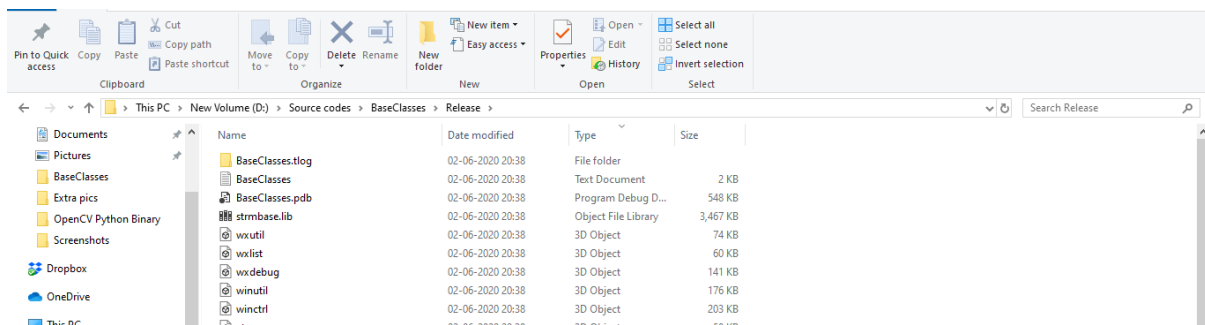 Pin to Quick access
Copy
Paste
Cut
Copy path
Paste shortcut
Clipboard
Move to
Copy to
Delete
Rename
Organize
New folder
New item
Easy access
New
Properties
Open
Edit
History
Open
Select all
Select none
Invert selection
Select
This PC > New Volume (D:) > Source codes > BaseClasses > Release >
Search Release
Documents
Pictures
BaseClasses
Extra pics
OpenCV Python Binary
Screenshots
Dropbox
OneDrive
This PC
Name Date modified Type Size
BaseClasses.tlog 02-06-2020 20:38 File folder
BaseClasses 02-06-2020 20:38 Text Document 2 KB
BaseClasses.pdb 02-06-2020 20:38 Program Debug D... 548 KB
strmbase.lib 02-06-2020 20:38 Object File Library 3,467 KB
wxutil 02-06-2020 20:38 3D Object 74 KB
wxlist 02-06-2020 20:38 3D Object 60 KB
wxdebug 02-06-2020 20:38 3D Object 141 KB
winutil 02-06-2020 20:38 3D Object 176 KB
winctrl 02-06-2020 20:38 3D Object 203 KB